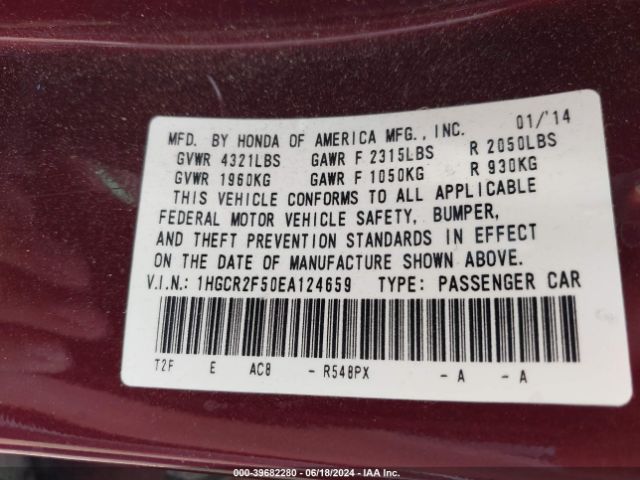 MFD. BY HONDA OF AMERICA MFG., INC. 01/'14
GVWR 4321LBS GAWR F 2315LBS R 2050LBS
GVWR 1960KG GAWR F 1050KG R 930KG
THIS VEHICLE CONFORMS TO ALL APPLICABLE
FEDERAL MOTOR VEHICLE SAFETY, BUMPER,
AND THEFT PREVENTION STANDARDS IN EFFECT
ON THE DATE OF MANUFACTURE SHOWN ABOVE.
V.I.N.: 1HGCR2F50EA124659 TYPE: PASSENGER CAR
T2F E AC8 - R548PX - A - A
000-39682280 - 06/18/2024 - IAA Inc.